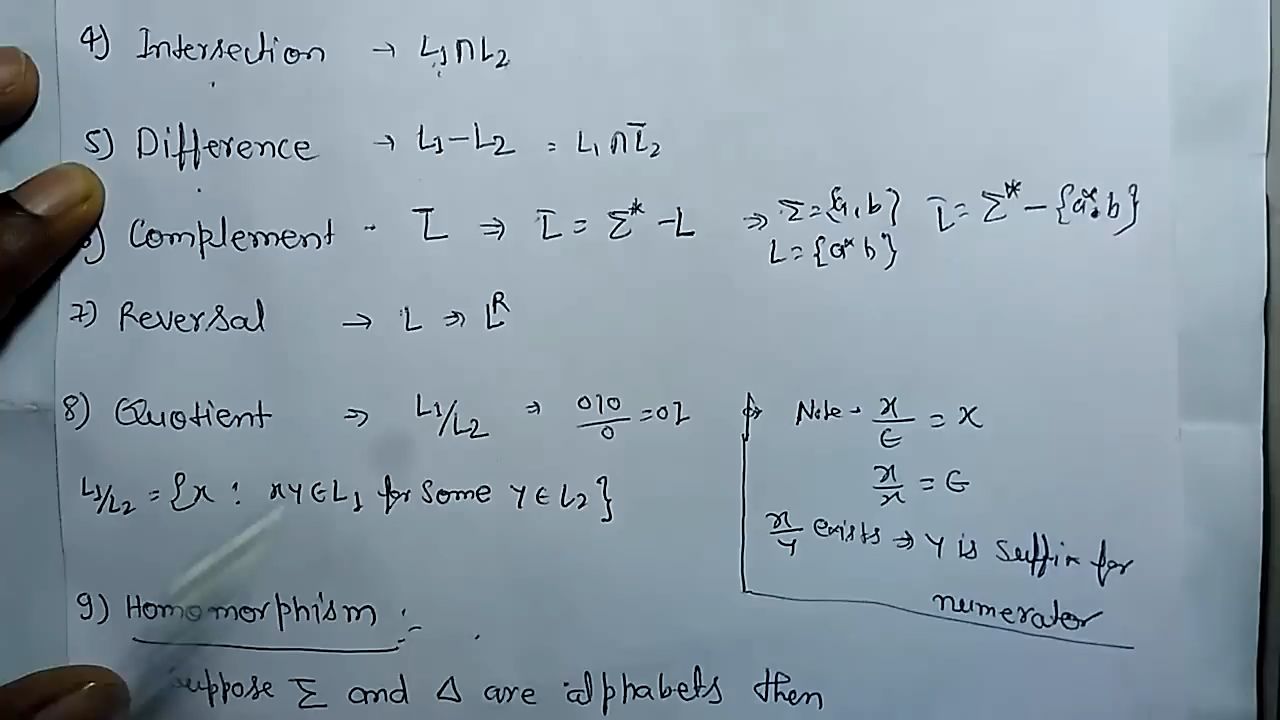 4) Intersection → L1∩L2
5) Difference → L1-L2 = L1∩L̅2
6) Complement - L̅ ⇒ L̅ = Σ* - L ⇒ Σ={a,b} L̅ = Σ* - {a*b}
L={a*b}
7) Reversal → L ⇒ L^R
8) Quotient ⇒ L1/L2 ⇒ 010/0 = 01
Note - x/ϵ = x
x/x = ϵ
L1/L2 = {x : xy∈L1 for some y∈L2}
x/y exists ⇒ y is suffix for
numerator
9) Homomorphism :-
suppose Σ and Δ are alphabets then